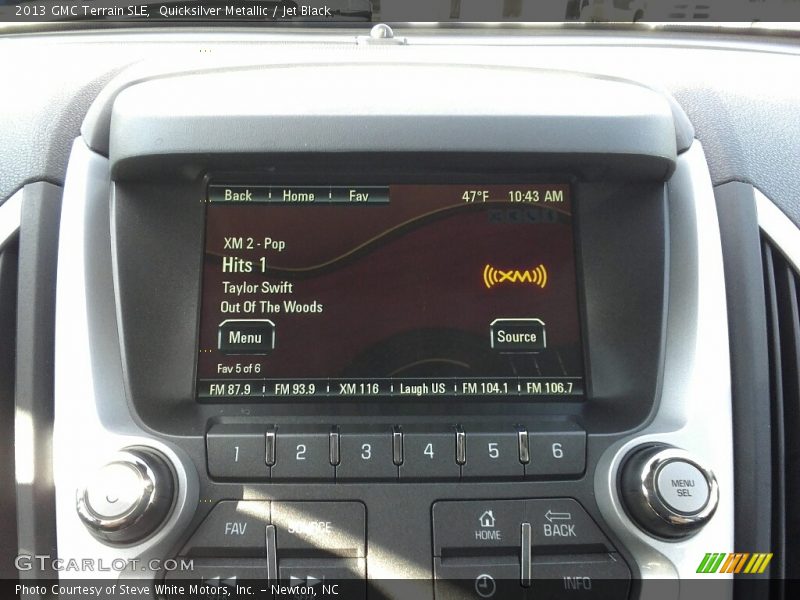 2013 GMC Terrain SLE,  Quicksilver Metallic / Jet Black
Back Home Fav 47°F 10:43 AM
XM 2 - Pop
Hits 1
Taylor Swift
Out Of The Woods
XM
Menu Source
Fav 5 of 6
FM 87.9 FM 93.9 XM 116 Laugh US FM 104.1 FM 106.7
1 2 3 4 5 6
MENU
SEL
FAV SOURCE HOME BACK
INFO
GTCARLOT.COM
Photo Courtesy of Steve White Motors, Inc. – Newton, NC